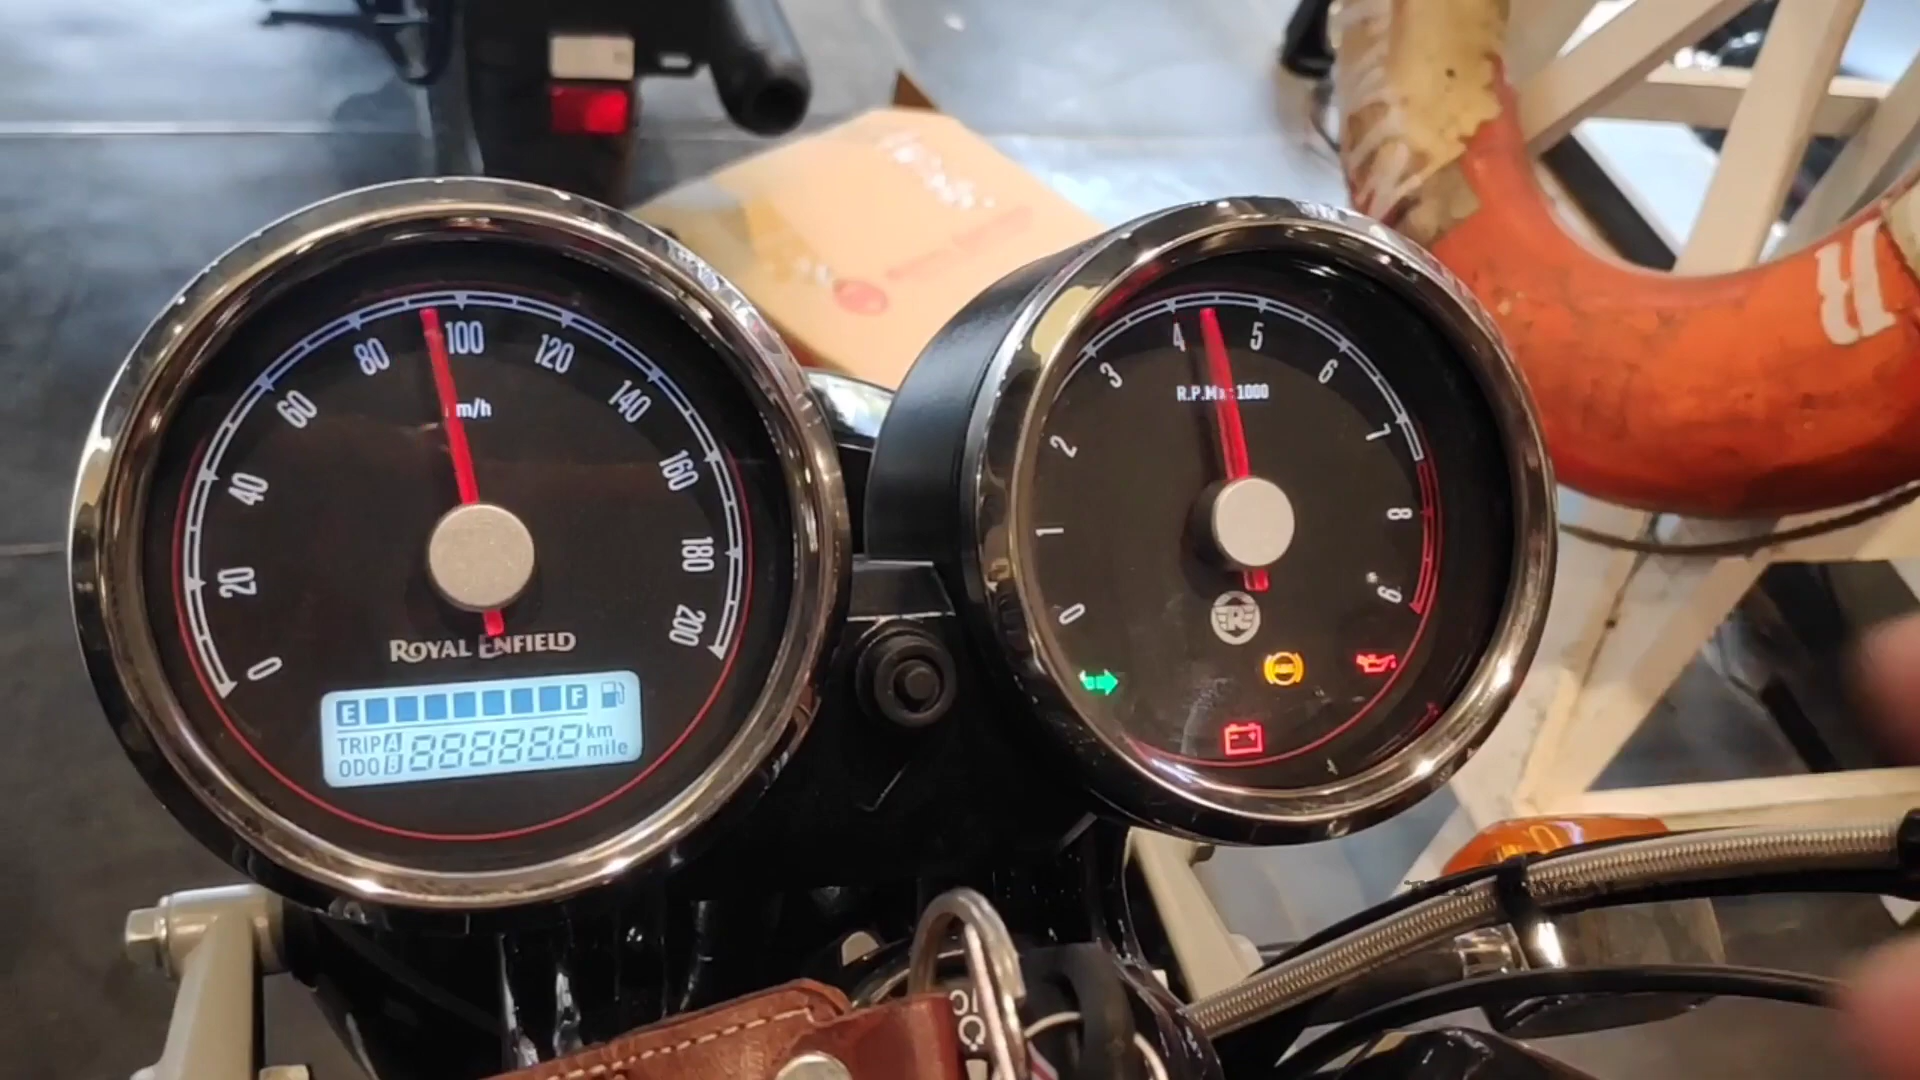 0 20 40 60 80 100 120 140 160 180 200
km/h
ROYAL ENFIELD
E F
TRIP A 888888 km
ODO B mile
0 1 2 3 4 5 6 7 8 9
R.P.M x 1000
ABS
R